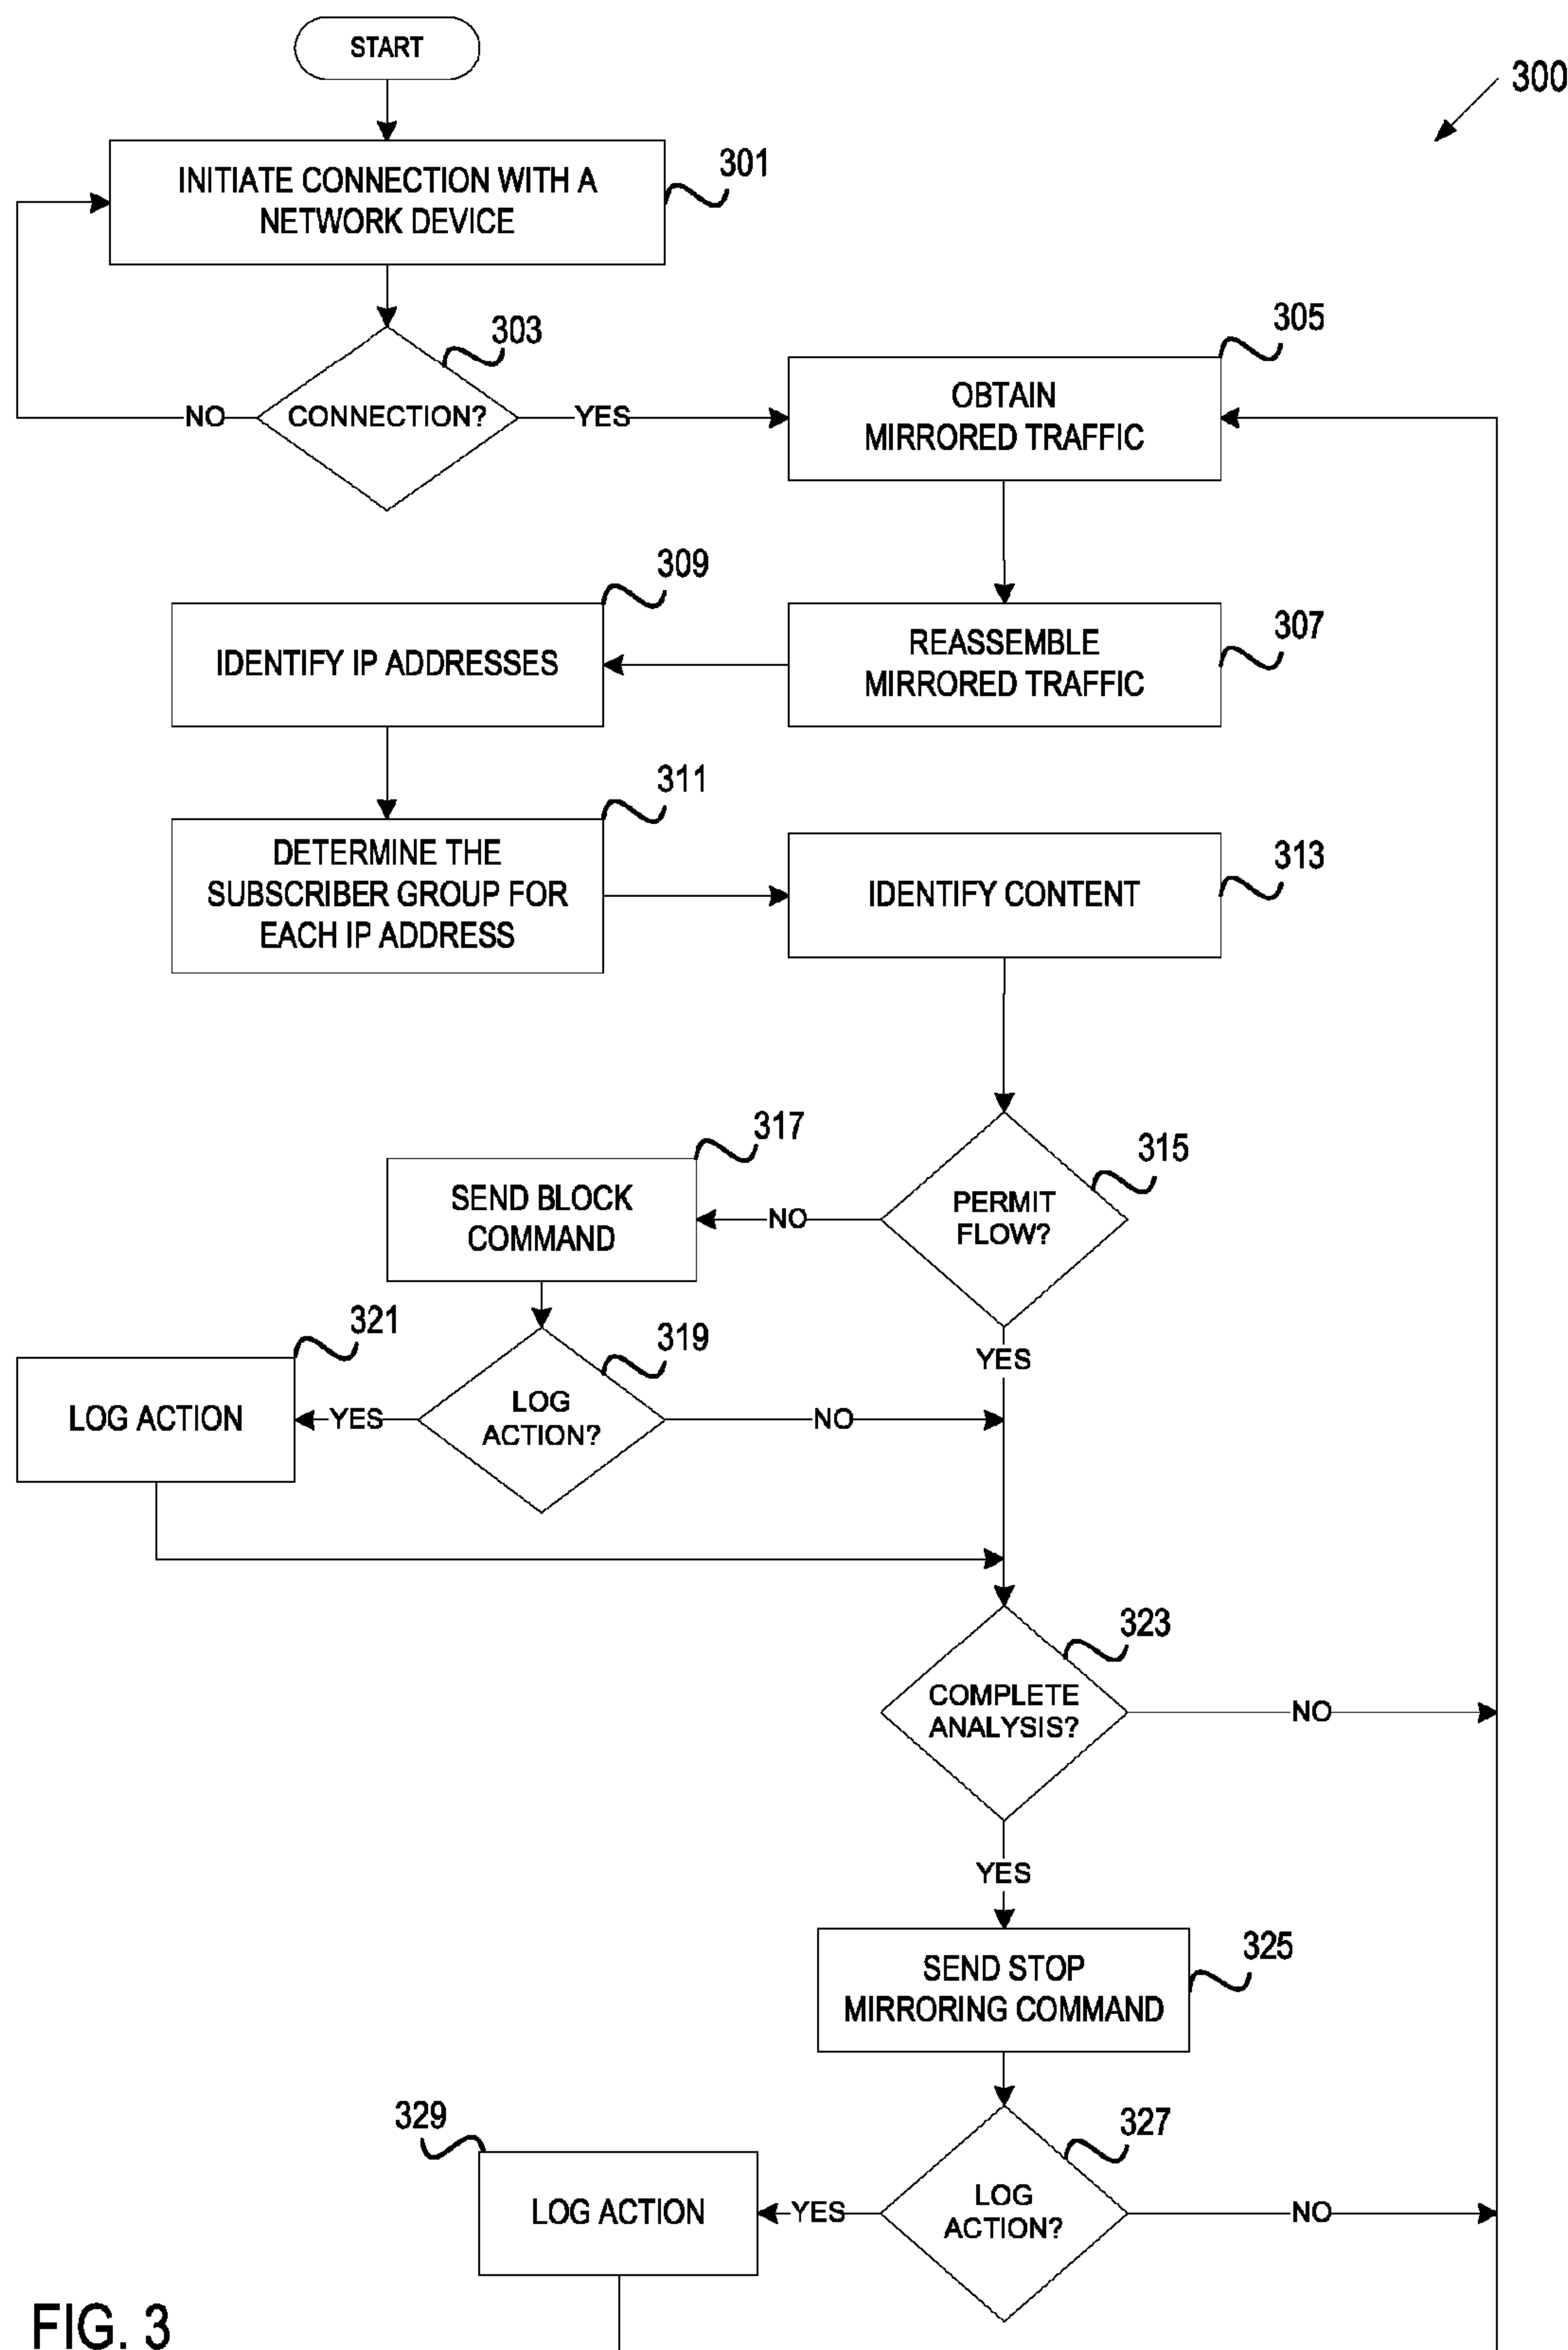 START
300
INITIATE CONNECTION WITH A
NETWORK DEVICE
301
303
CONNECTION?
NO
YES
305
OBTAIN
MIRRORED TRAFFIC
309
IDENTIFY IP ADDRESSES
307
REASSEMBLE
MIRRORED TRAFFIC
311
DETERMINE THE
SUBSCRIBER GROUP FOR
EACH IP ADDRESS
313
IDENTIFY CONTENT
317
SEND BLOCK
COMMAND
315
PERMIT
FLOW?
NO
YES
321
LOG ACTION
319
LOG
ACTION?
YES
NO
323
COMPLETE
ANALYSIS?
NO
YES
325
SEND STOP
MIRRORING COMMAND
329
LOG ACTION
327
LOG
ACTION?
YES
NO
FIG. 3